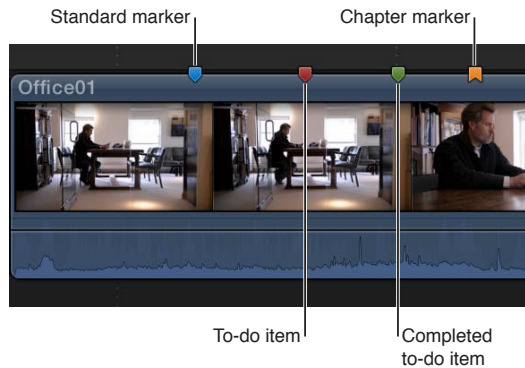 Standard marker
Chapter marker
Office01
To-do item
Completed
to-do item